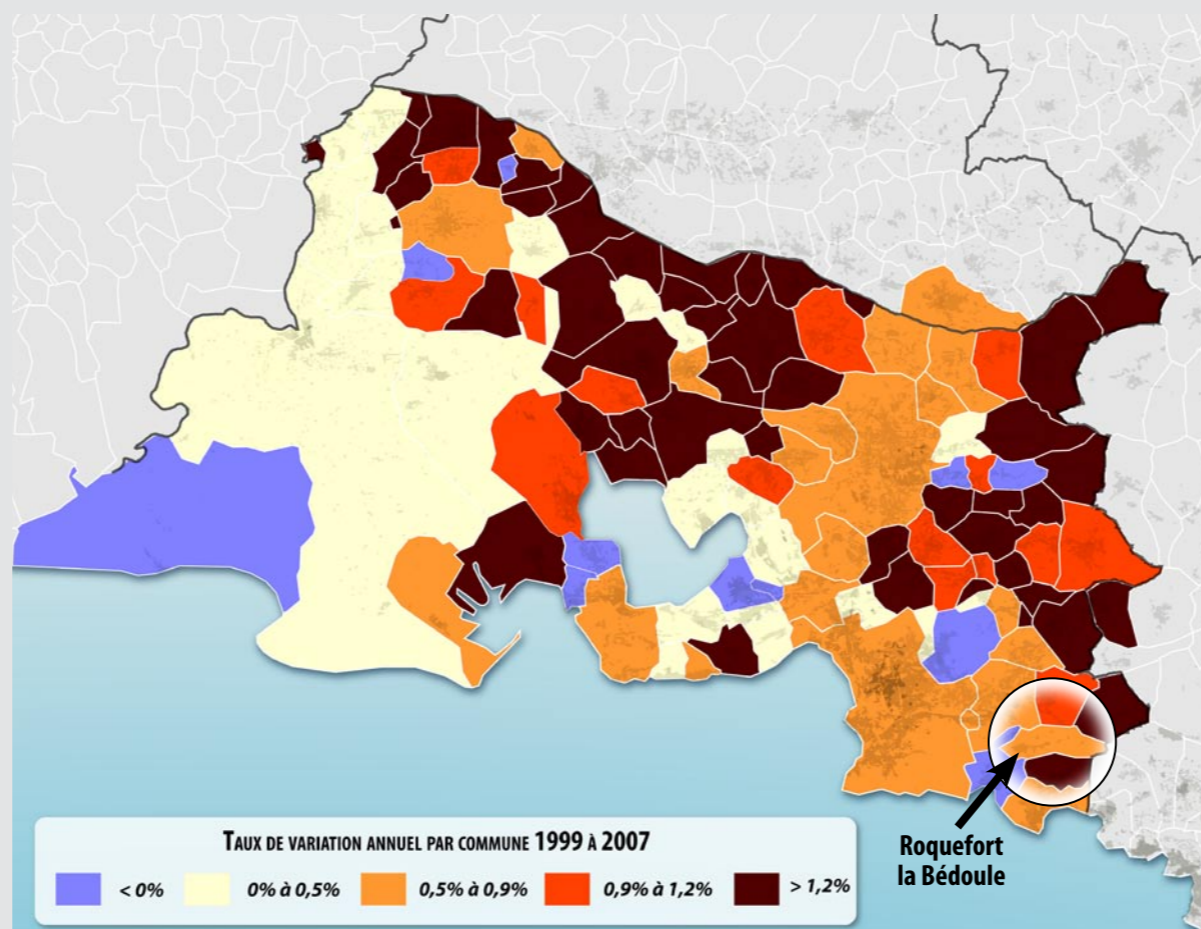 Roquefort
la Bédoule
TAUX DE VARIATION ANNUEL PAR COMMUNE 1999 À 2007
< 0%
0% à 0,5%
0,5% à 0,9%
0,9% à 1,2%
> 1,2%